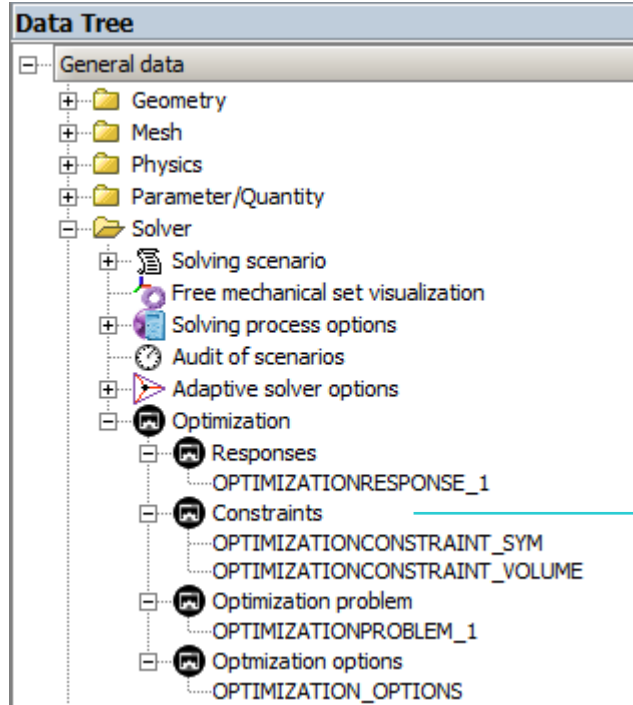 Data Tree
General data
Geometry
Mesh
Physics
Parameter/Quantity
Solver
Solving scenario
Free mechanical set visualization
Solving process options
Audit of scenarios
Adaptive solver options
Optimization
Responses
OPTIMIZATIONRESPONSE_1
Constraints
OPTIMIZATIONCONSTRAINT_SYM
OPTIMIZATIONCONSTRAINT_VOLUME
Optimization problem
OPTIMIZATIONPROBLEM_1
Optmization options
OPTIMIZATION_OPTIONS